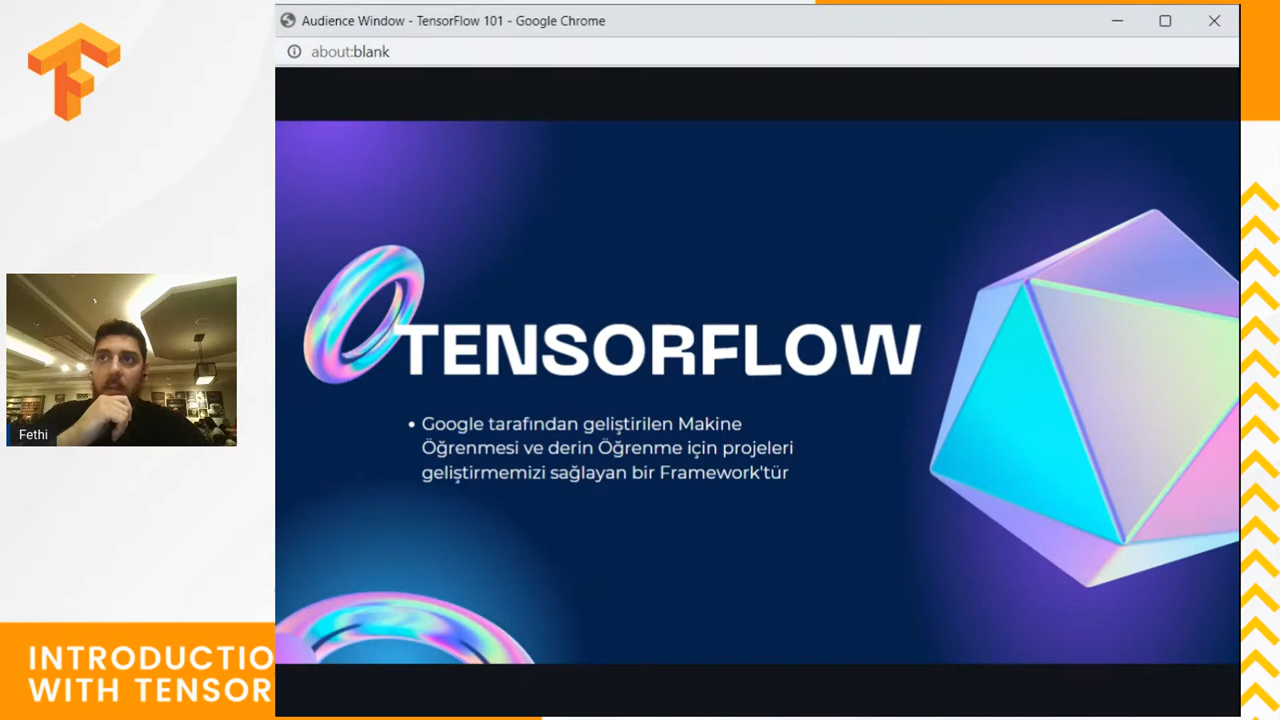 Audience Window - TensorFlow 101 - Google Chrome
about:blank
TENSORFLOW
• Google tarafından geliştirilen Makine
Öğrenmesi ve derin Öğrenme için projeleri
geliştirmemizi sağlayan bir Framework'tür
Fethi
INTRODUCTIO
WITH TENSOR